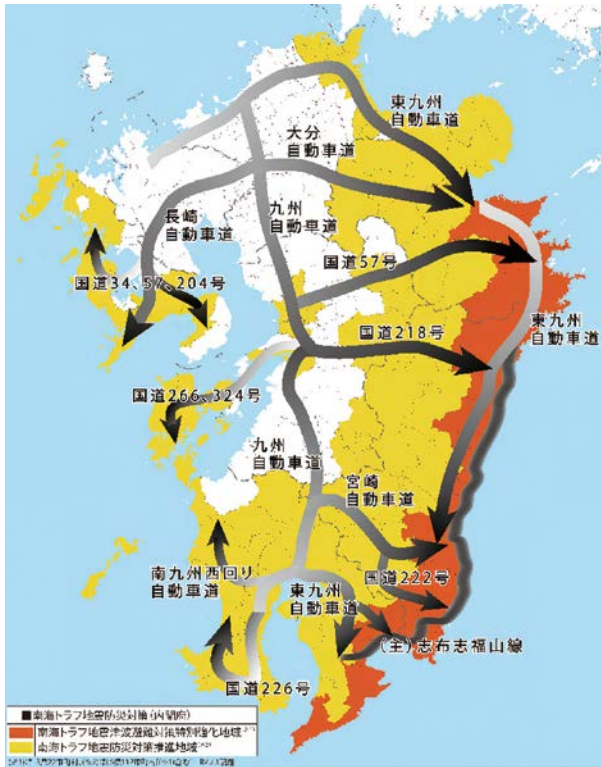 東九州
自動車道
大分
自動車道
九州
自動車道
長崎
自動車道
国道57号
国道34、57、204号
東九州
自動車道
国道218号
国道266、324号
九州
自動車道
宮崎
自動車道
南九州西回り
自動車道
東九州
自動車道
国道222号
(主)志布志福山線
国道226号
■南海トラフ地震防災対策(内閣府)
南海トラフ地震津波避難対策特別強化地域
南海トラフ地震防災対策推進地域